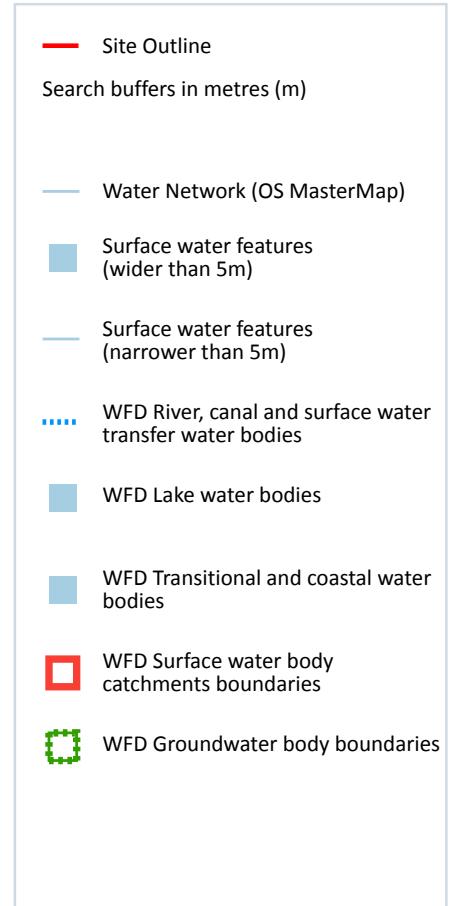 Site Outline
Search buffers in metres (m)
Water Network (OS MasterMap)
Surface water features
(wider than 5m)
Surface water features
(narrower than 5m)
WFD River, canal and surface water
transfer water bodies
WFD Lake water bodies
WFD Transitional and coastal water
bodies
WFD Surface water body
catchments boundaries
WFD Groundwater body boundaries